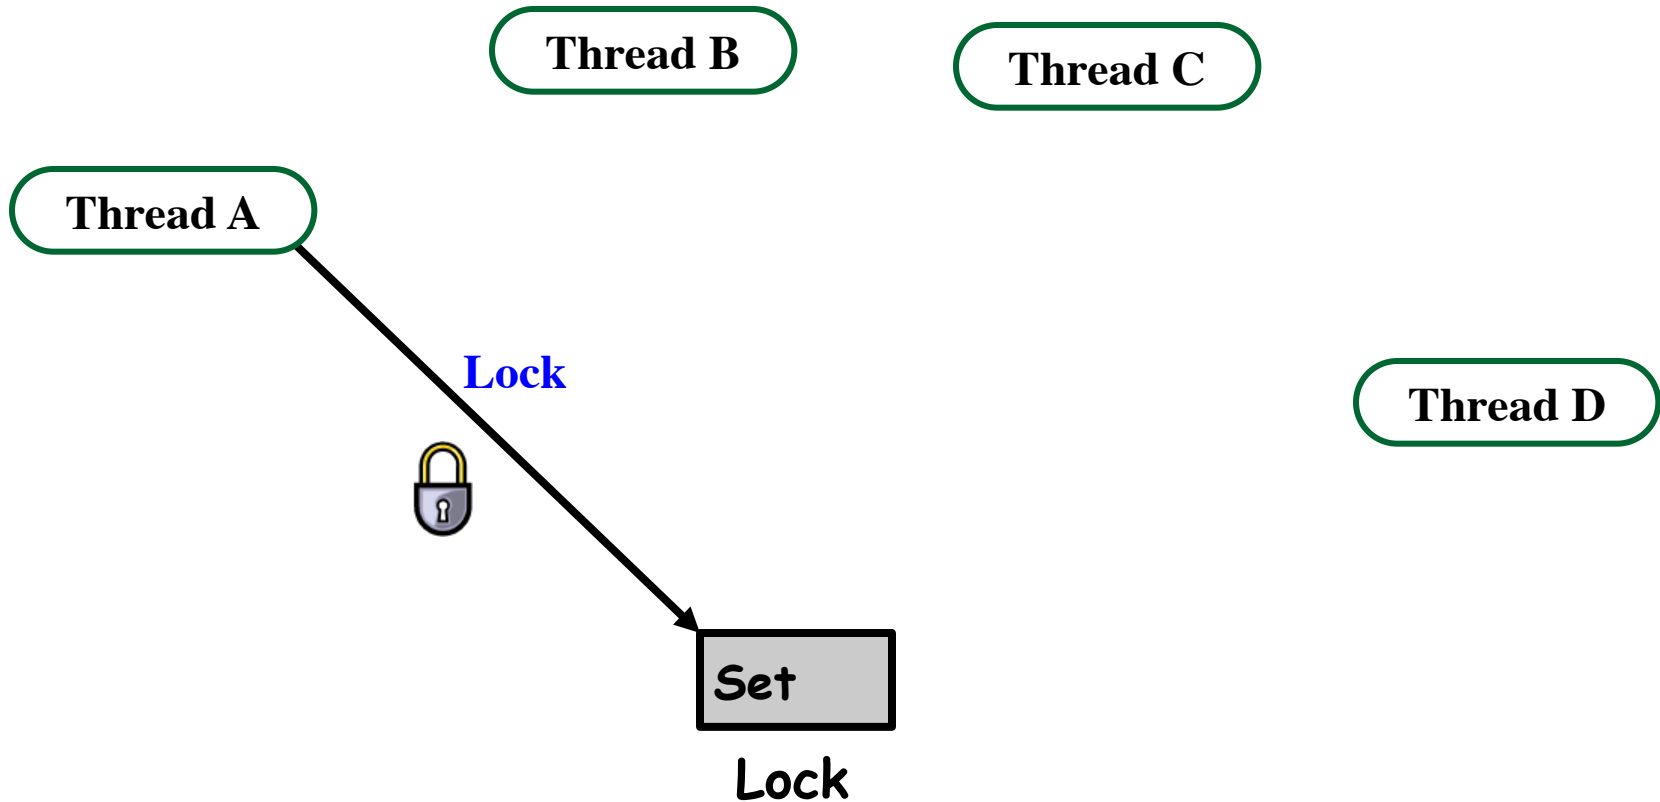 Thread B
Thread C
Thread A
Lock
Thread D
Set
Lock